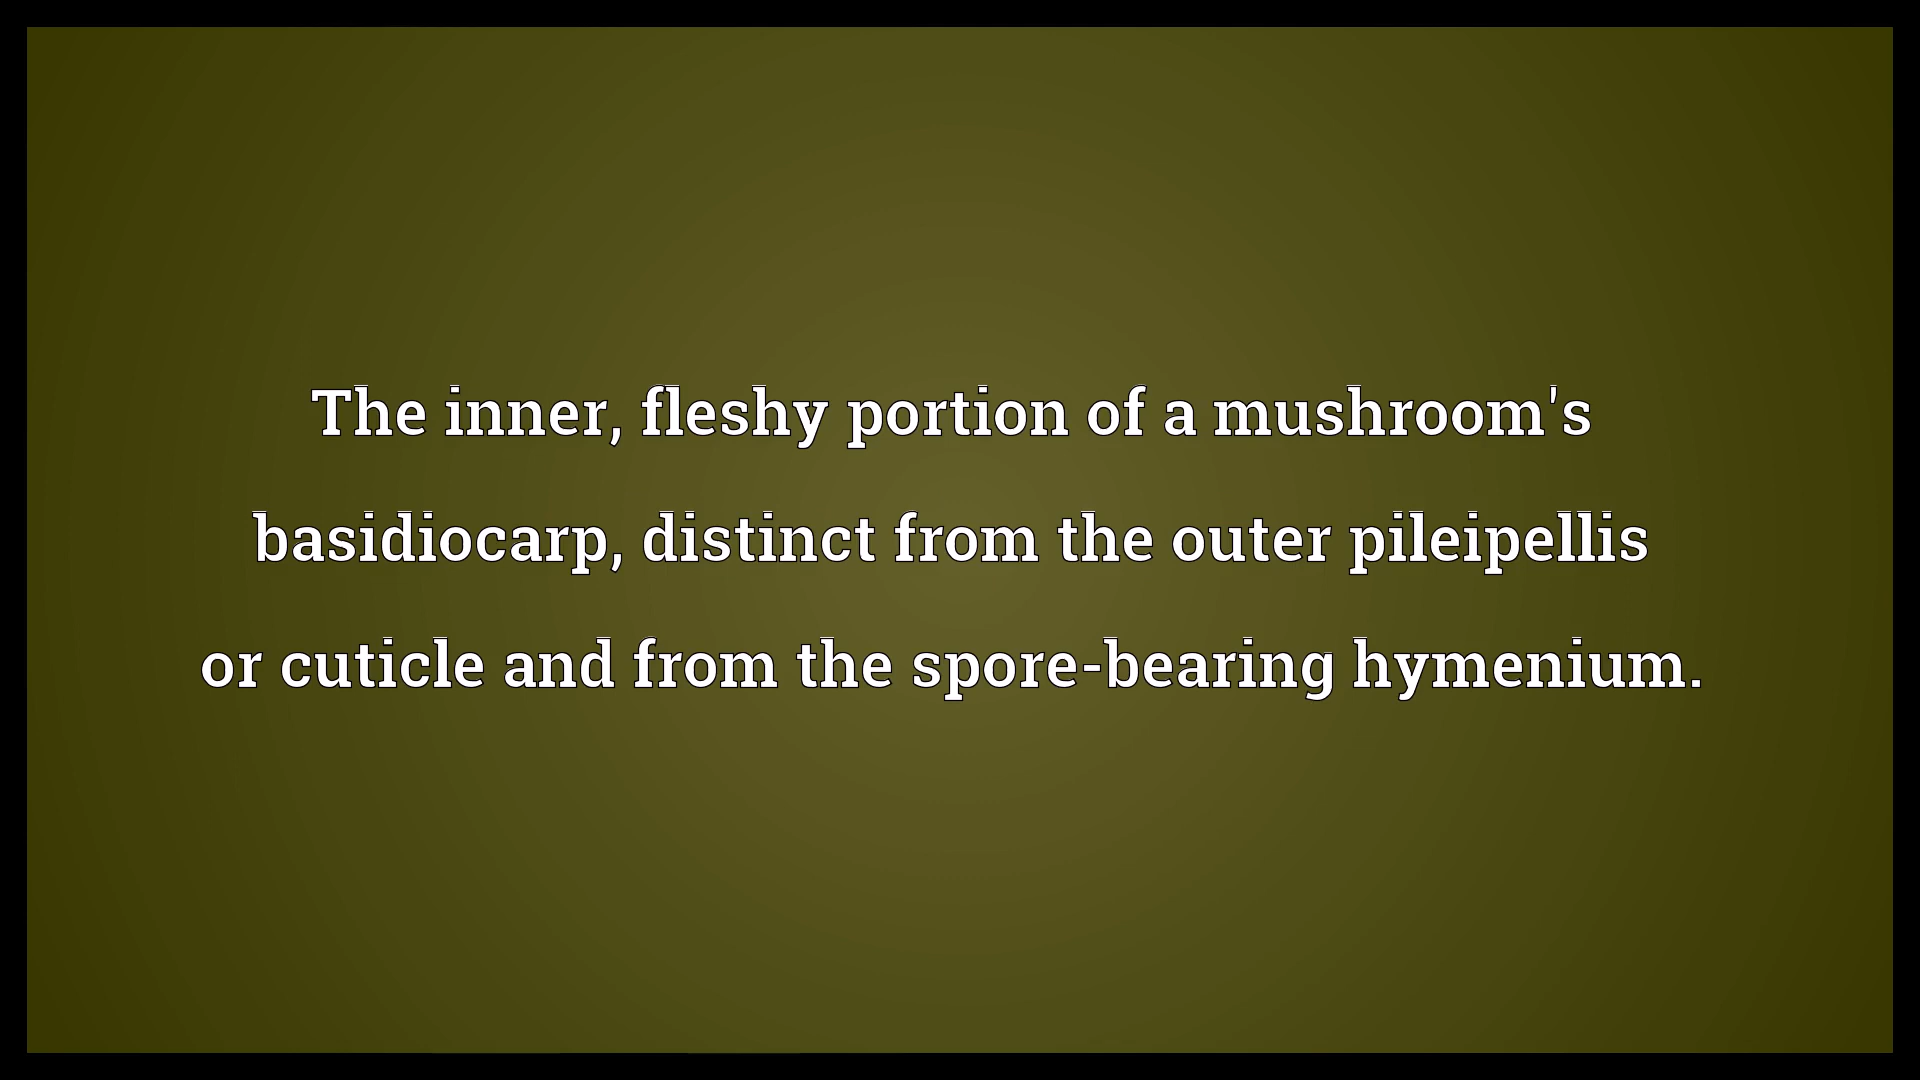 The inner, fleshy portion of a mushroom's
basidiocarp, distinct from the outer pileipellis
or cuticle and from the spore-bearing hymenium.